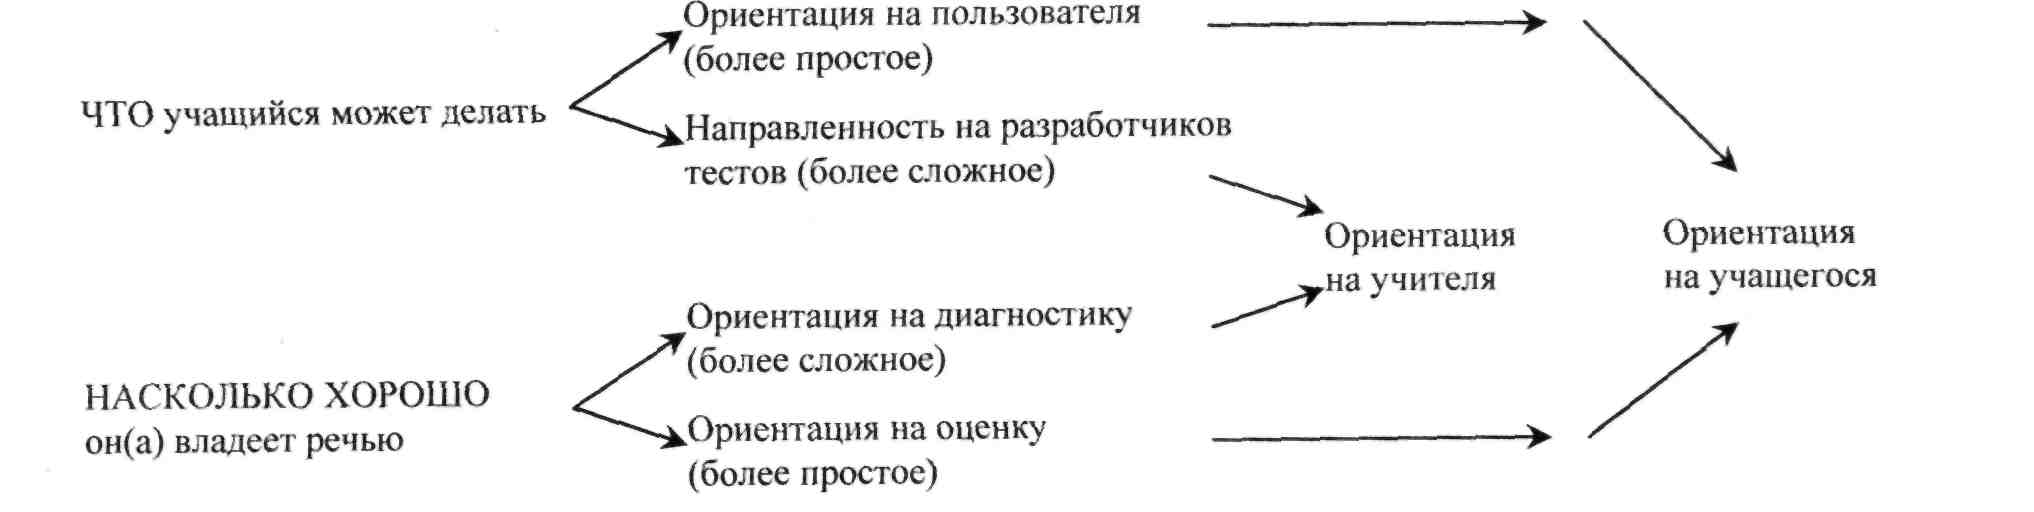 Ориентация на пользователя
(более простое)
ЧТО учащийся может делать
Направленность на разработчиков
тестов (более сложное)
Ориентация
на учителя
Ориентация
на учащегося
Ориентация на диагностику
(более сложное)
НАСКОЛЬКО ХОРОШО
он(а) владеет речью
Ориентация на оценку
(более простое)